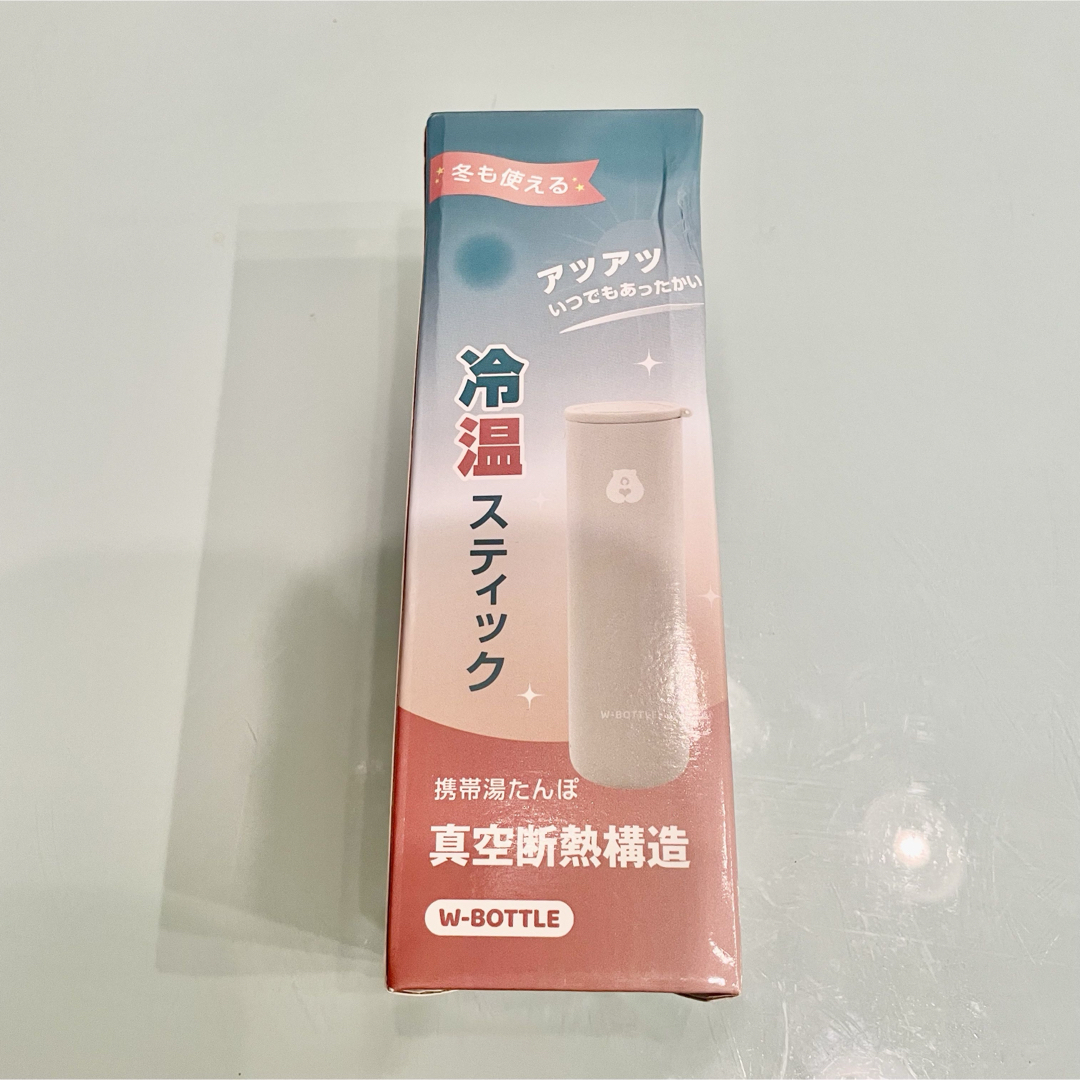 冬も使える
アツアツ
いつでもあったかい
冷温スティック
W-BOTTLE
携帯湯たんぽ
真空断熱構造
W-BOTTLE